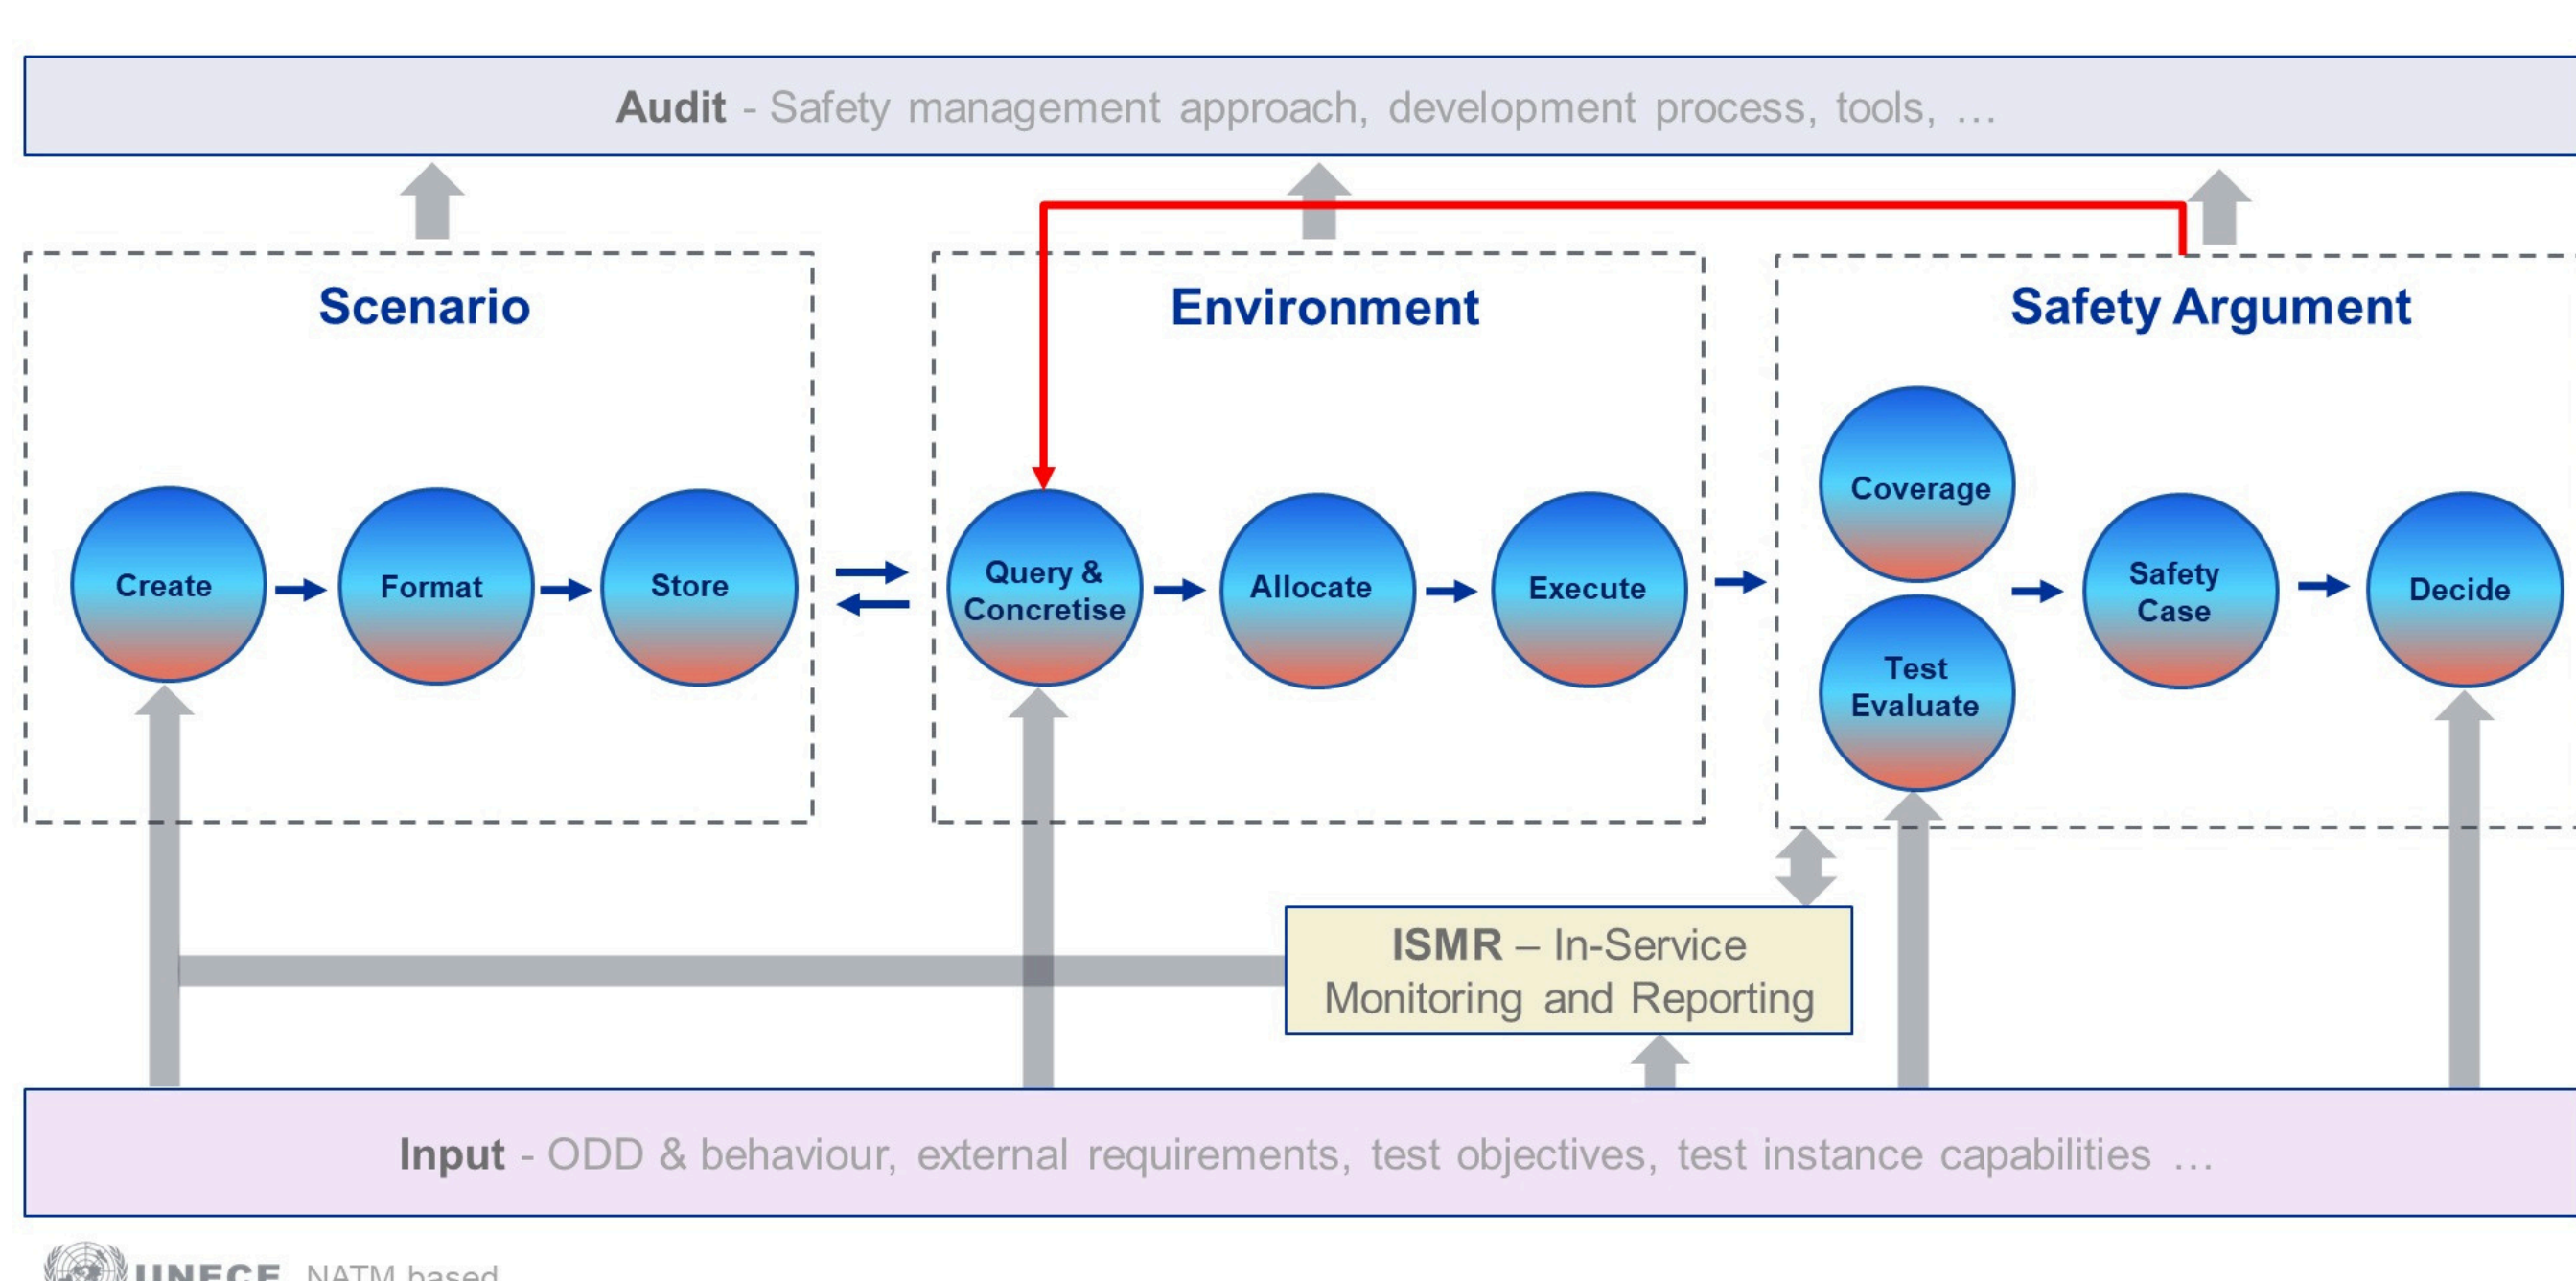 Audit - Safety management approach, development process, tools, …
Scenario
Environment
Safety Argument
Create
Format
Store
Query &
Concretise
Allocate
Execute
Coverage
Test
Evaluate
Safety
Case
Decide
ISMR – In-Service
Monitoring and Reporting
Input - ODD & behaviour, external requirements, test objectives, test instance capabilities …
UNECE NATM based